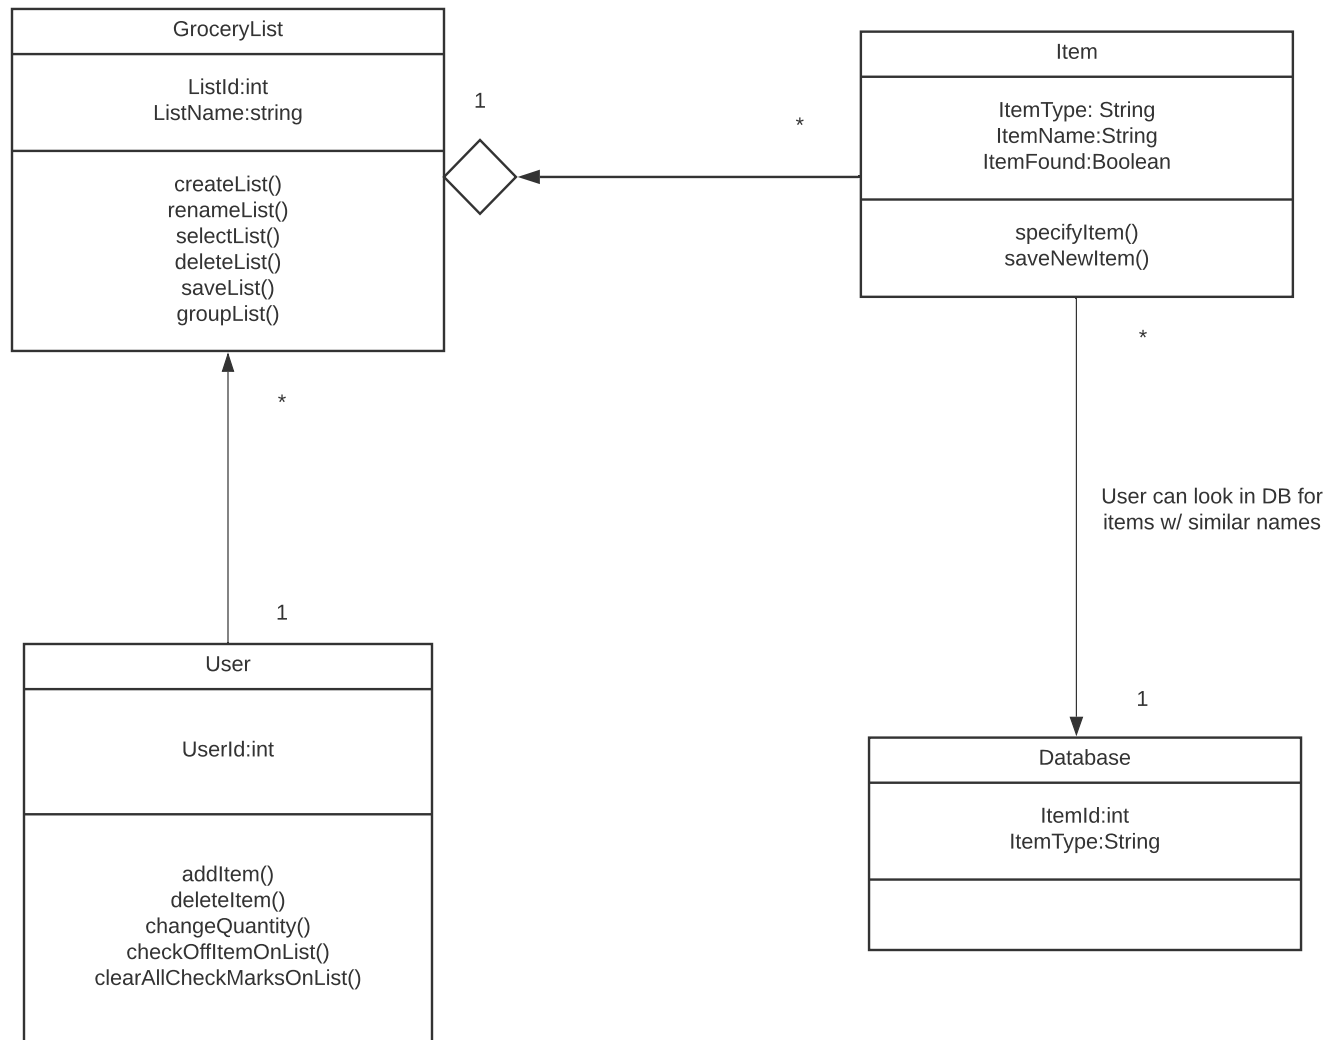 GroceryList
ListId:int
ListName:string
createList()
renameList()
selectList()
deleteList()
saveList()
groupList()
1
*
Item
ItemType: String
ItemName:String
ItemFound:Boolean
specifyItem()
saveNewItem()
*
1
User
UserId:int
addItem()
deleteItem()
changeQuantity()
checkOffItemOnList()
clearAllCheckMarksOnList()
*
User can look in DB for
items w/ similar names
1
Database
ItemId:int
ItemType:String